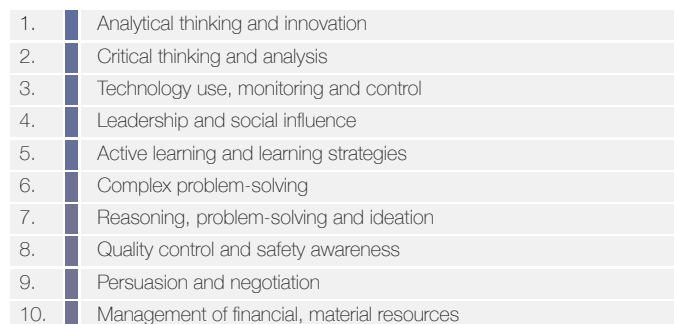 1. Analytical thinking and innovation
2. Critical thinking and analysis
3. Technology use, monitoring and control
4. Leadership and social influence
5. Active learning and learning strategies
6. Complex problem-solving
7. Reasoning, problem-solving and ideation
8. Quality control and safety awareness
9. Persuasion and negotiation
10. Management of financial, material resources